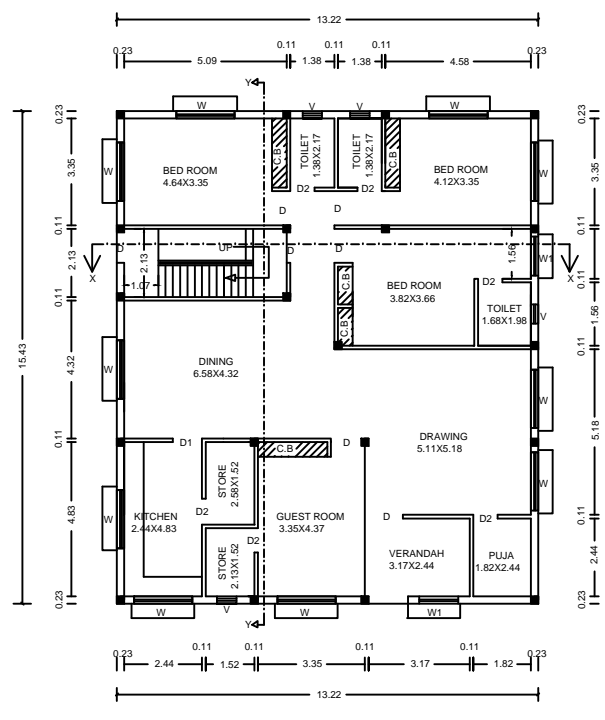 13.22
0.23
5.09
0.11
1.38
0.11
1.38
0.11
4.58
0.23
Y
W
V
V
W
0.23
3.35
0.11
2.13
0.11
4.32
0.11
4.83
0.23
15.43
W
BED ROOM
4.64X3.35
C.B
TOILET
1.38X2.17
TOILET
1.38X2.17
C.B
BED ROOM
4.12X3.35
W
0.23
3.35
0.11
1.56
0.11
1.56
0.11
5.18
0.11
2.44
0.23
D2
D2
D
D
D
UP
D
D
2.13
1.07
X
1.56
W1
X
C.B
C.B
BED ROOM
3.82X3.66
D2
TOILET
1.68X1.98
V
W
DINING
6.58X4.32
W
DRAWING
5.11X5.18
W
D1
C.B
D
W
KITCHEN
2.44X4.83
STORE
2.58X1.52
D2
GUEST ROOM
3.35X4.37
D
D2
D2
STORE
2.13X1.52
VERANDAH
3.17X2.44
PUJA
1.82X2.44
W
V
W
W1
Y
0.23
2.44
0.11
1.52
0.11
3.35
0.11
3.17
0.11
1.82
0.23
13.22